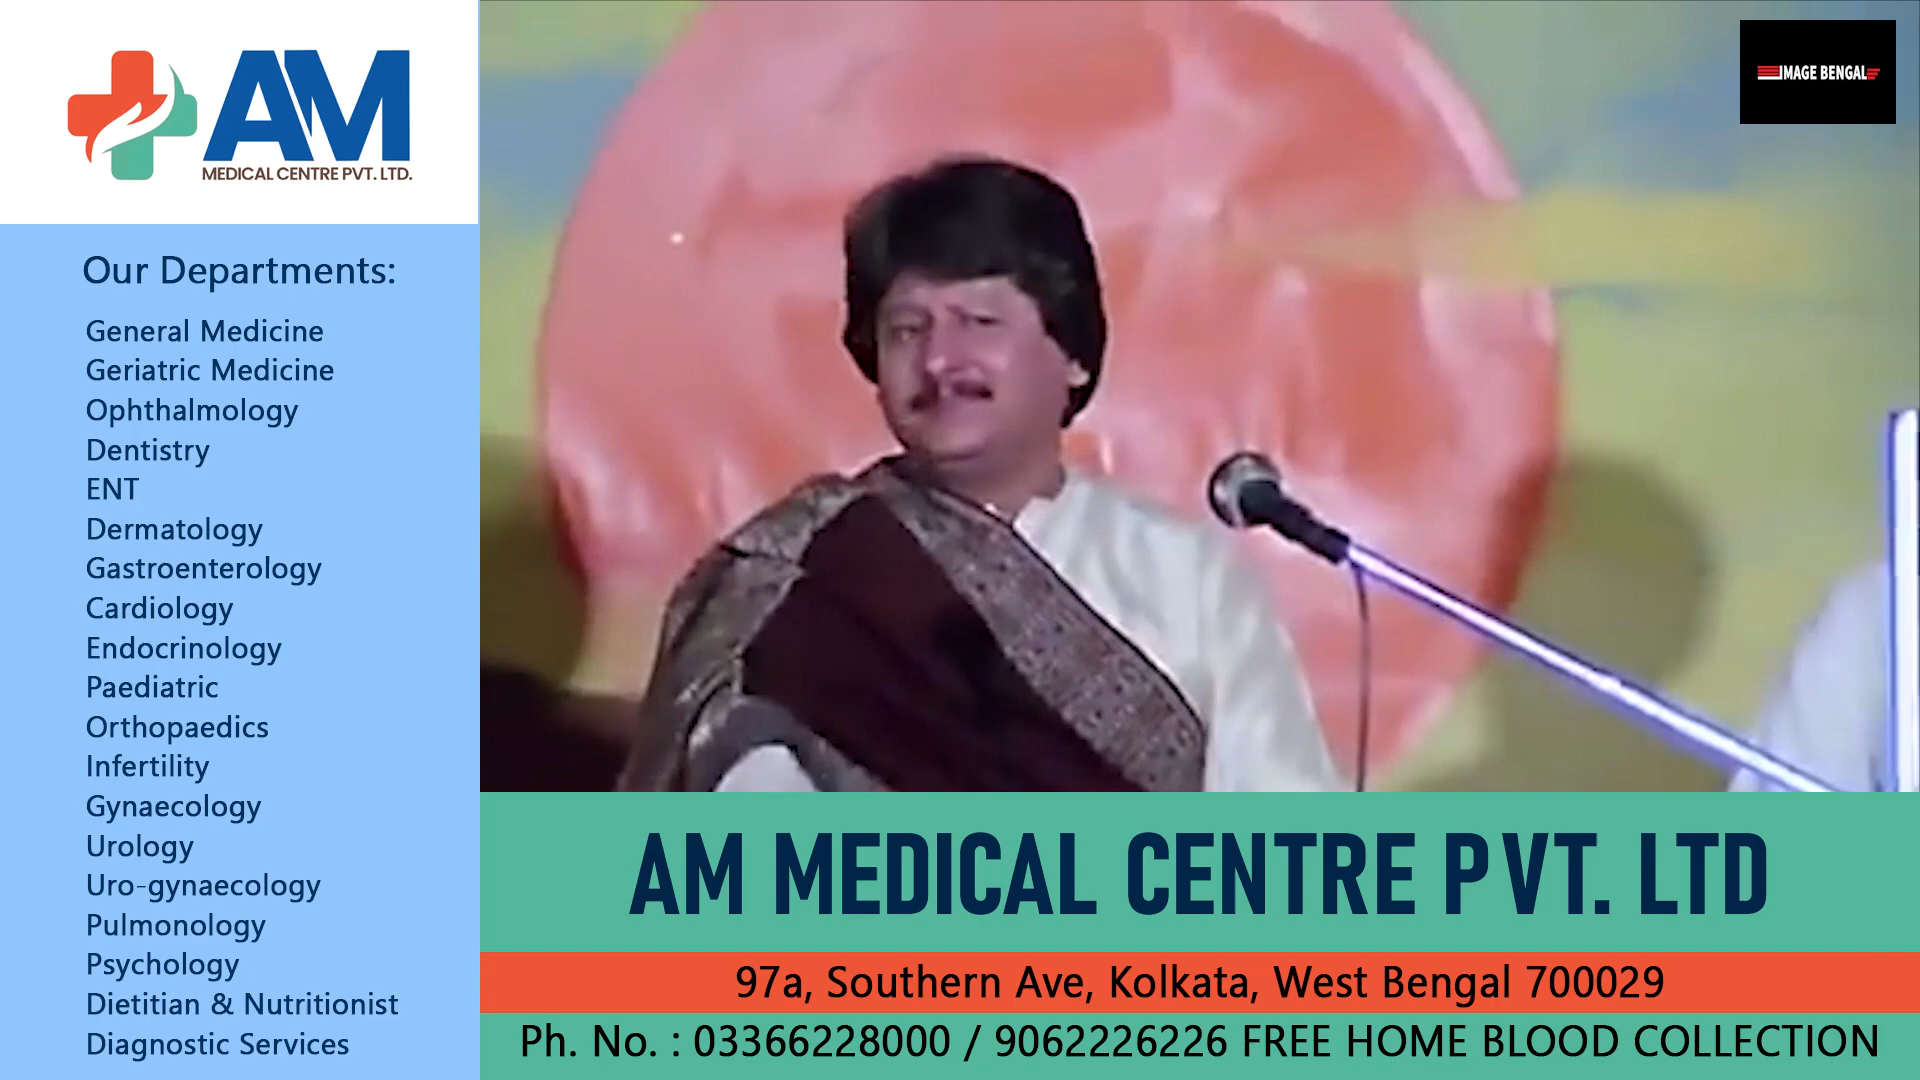 AM
MEDICAL CENTRE PVT. LTD.
Our Departments:
General Medicine
Geriatric Medicine
Ophthalmology
Dentistry
ENT
Dermatology
Gastroenterology
Cardiology
Endocrinology
Paediatric
Orthopaedics
Infertility
Gynaecology
Urology
Uro-gynaecology
Pulmonology
Psychology
Dietitian & Nutritionist
Diagnostic Services
IMAGE BENGAL
AM MEDICAL CENTRE PVT. LTD
97a, Southern Ave, Kolkata, West Bengal 700029
Ph. No. : 03366228000 / 9062226226 FREE HOME BLOOD COLLECTION